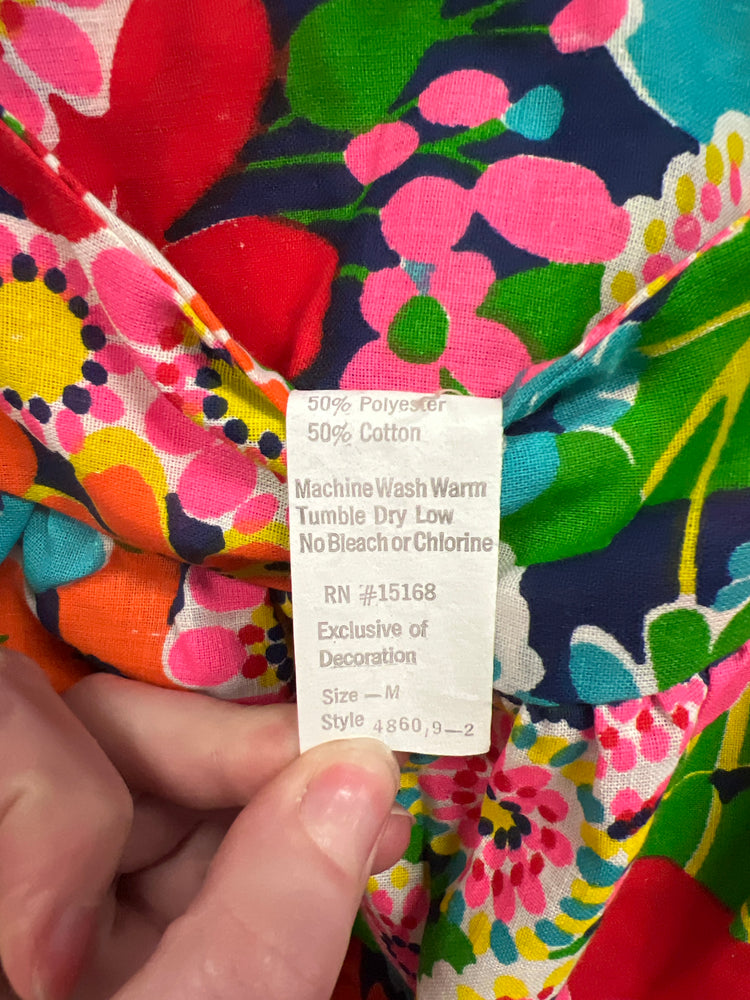 50% Polyester
50% Cotton
Machine Wash Warm
Tumble Dry Low
No Bleach or Chlorine
RN #15168
Exclusive of
Decoration
Size — M
Style 4860,9—2